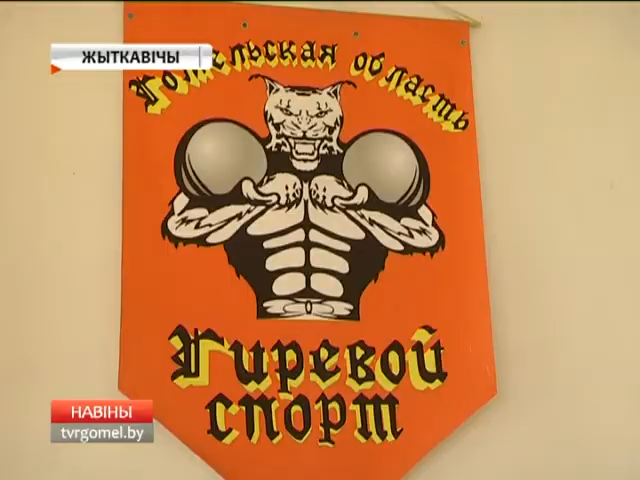 ЖЫТКАВІЧЫ
Гомельская область
Гиревой
спорт
НАВІНЫ
tvrgomel.by